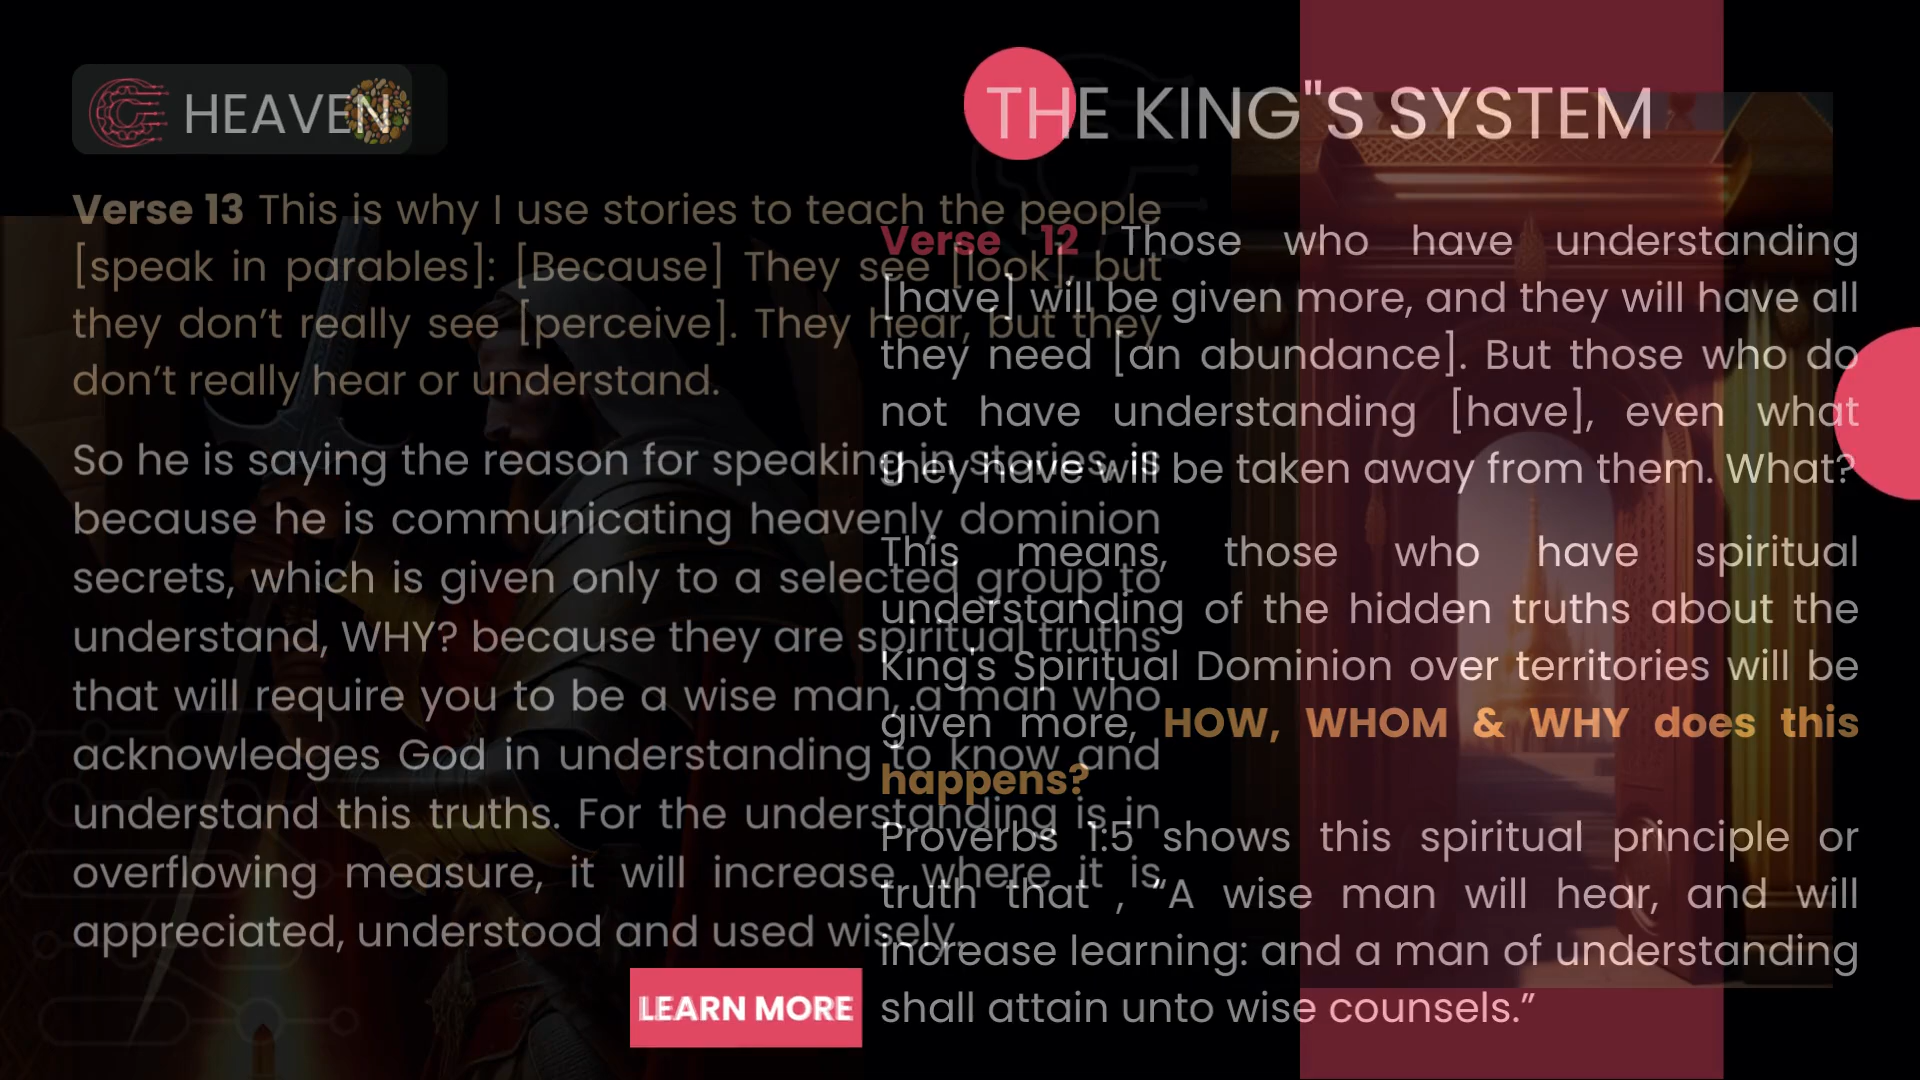 HEAVEN
Verse 13 This is why I use stories to teach the people
[speak in parables]: [Because] They see [look], but
they don’t really see [perceive]. They hear, but they
don’t really hear or understand.
So he is saying the reason for speaking in stories, is
because he is communicating heavenly dominion
secrets, which is given only to a selected group to
understand, WHY? because they are spiritual truths
that will require you to be a wise man, a man who
acknowledges God in understanding to know and
understand this truths. For the understanding is in
overflowing measure, it will increase where it is
appreciated, understood and used wisely.
LEARN MORE
THE KING"S SYSTEM
Verse 12 Those who have understanding
[have] will be given more, and they will have all
they need [an abundance]. But those who do
not have understanding [have], even what
they have will be taken away from them. What?
This means, those who have spiritual
understanding of the hidden truths about the
King's Spiritual Dominion over territories will be
given more, HOW, WHOM & WHY does this
happens?
Proverbs 1:5 shows this spiritual principle or
truth that , “A wise man will hear, and will
increase learning: and a man of understanding
shall attain unto wise counsels.”